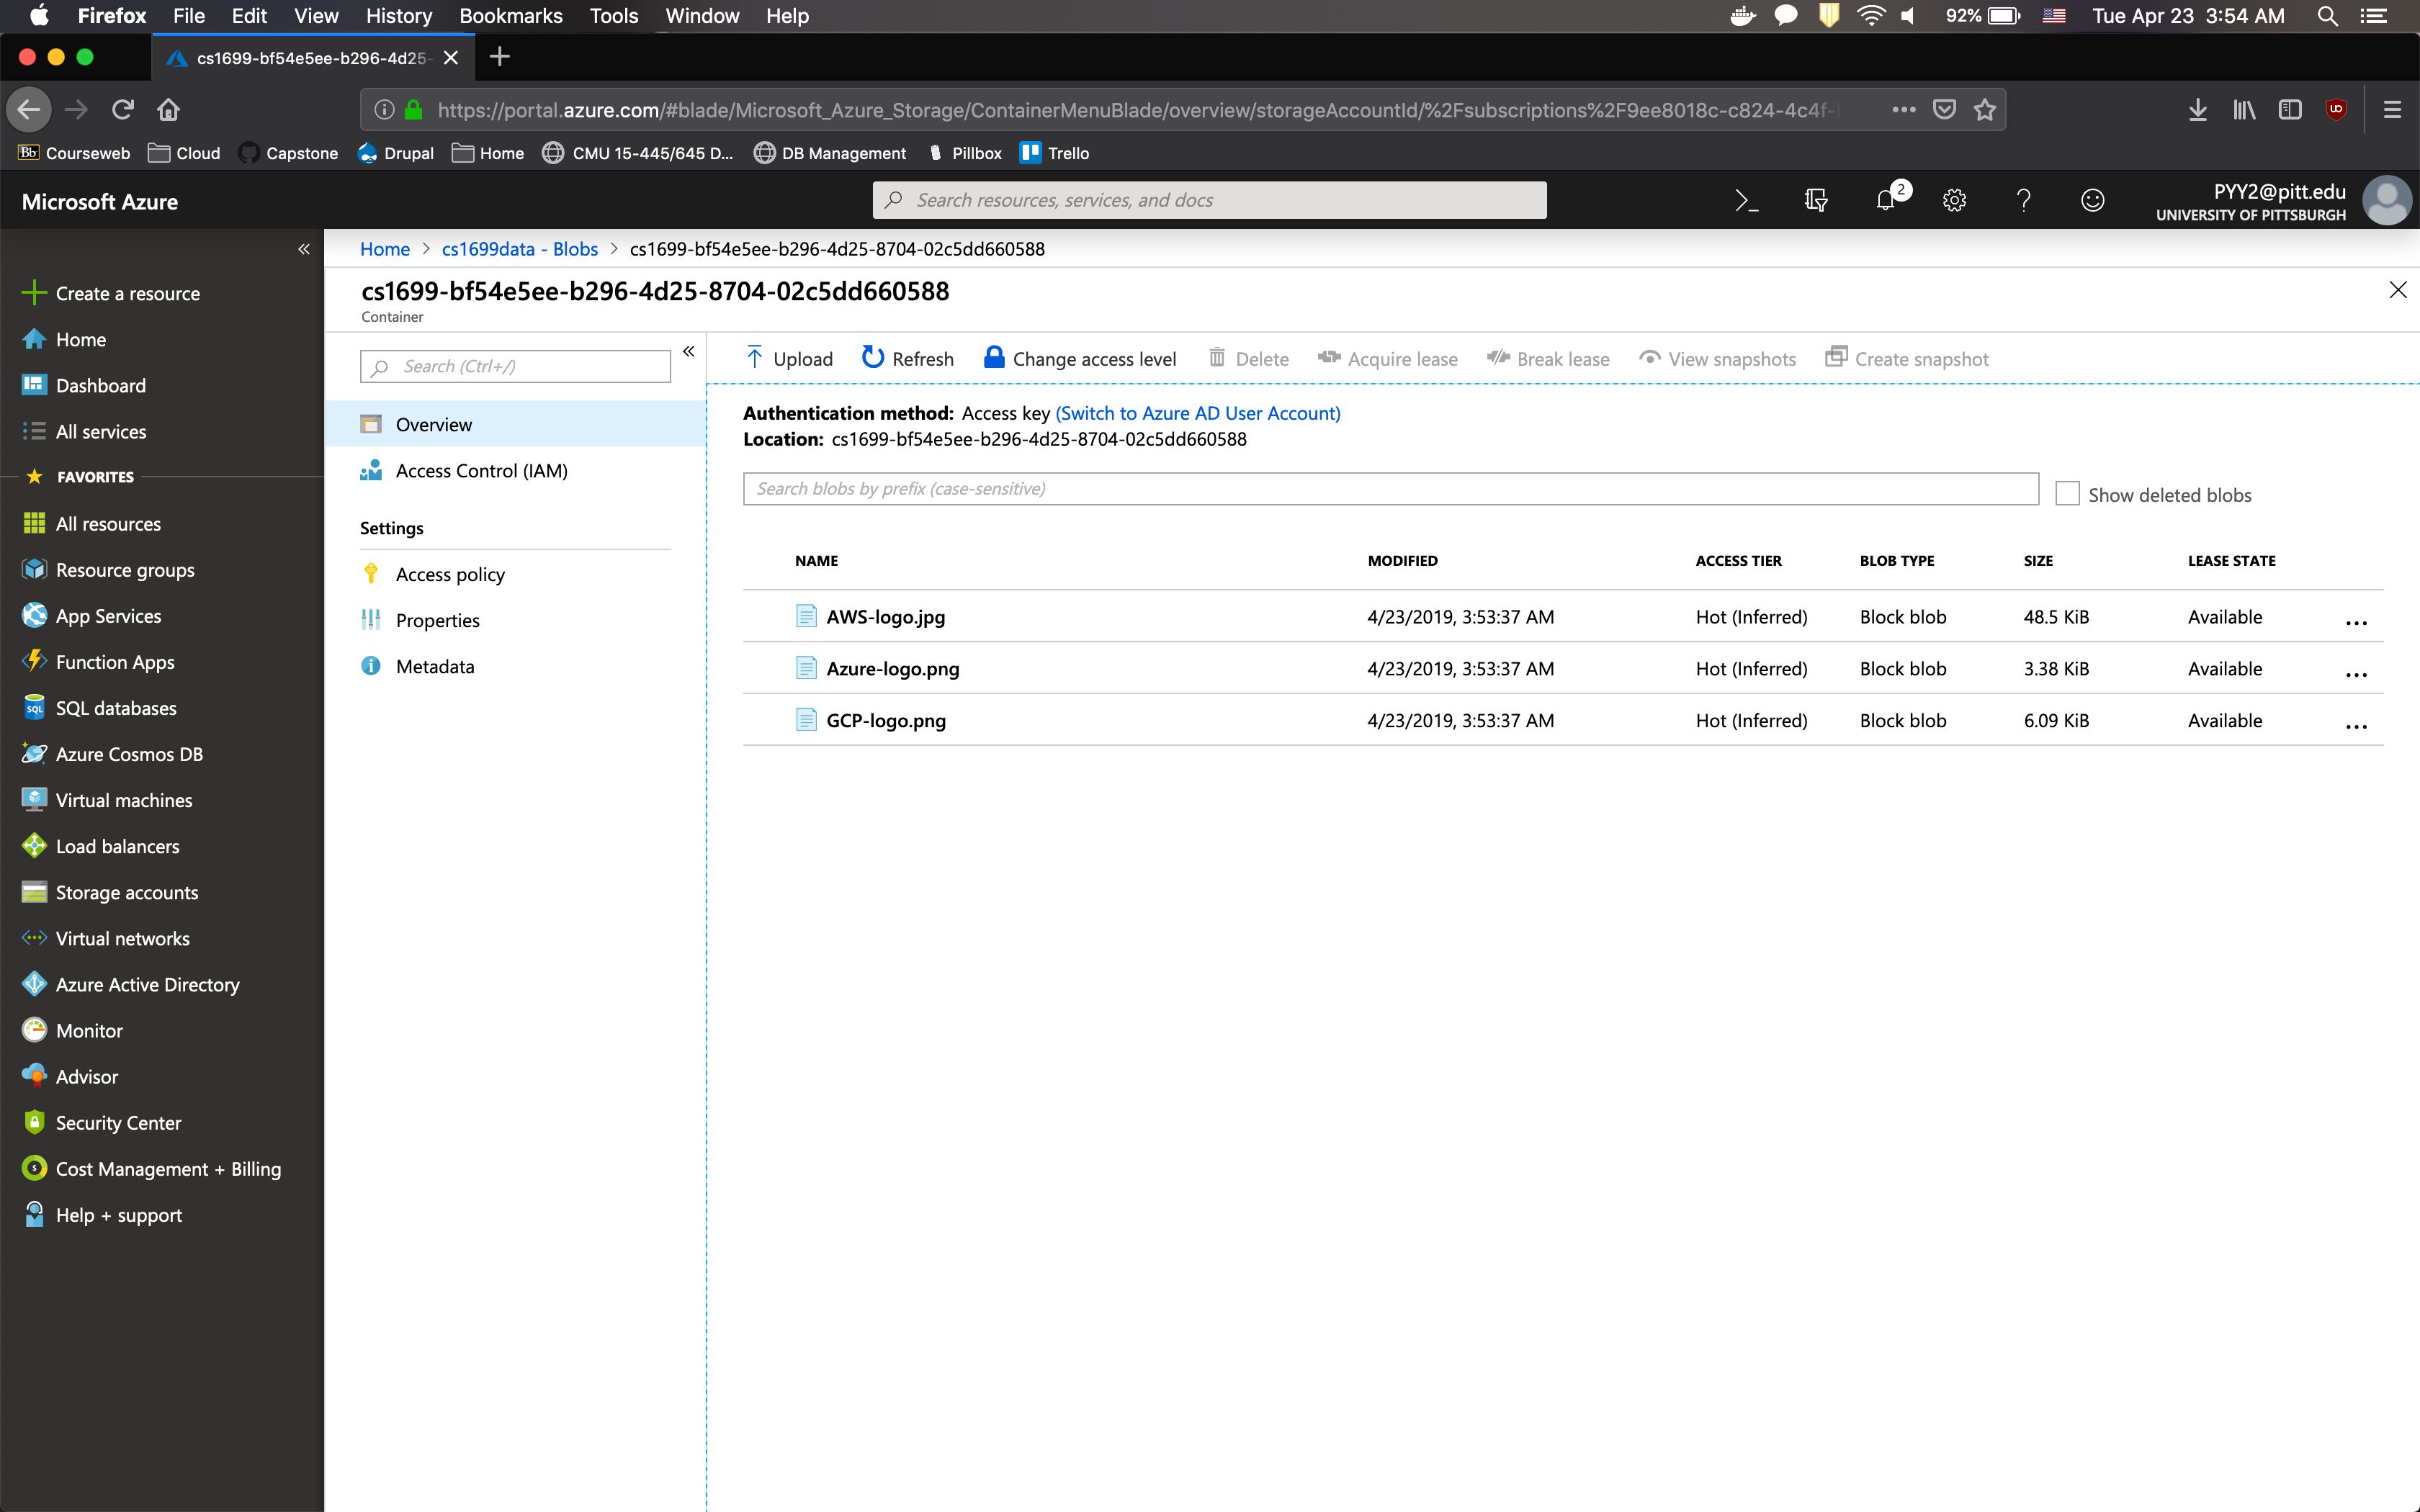 Firefox File Edit View History Bookmarks Tools Window Help 92% Tue Apr 23 3:54 AM
cs1699-bf54e5ee-b296-4d25-
https://portal.azure.com/#blade/Microsoft_Azure_Storage/ContainerMenuBlade/overview/storageAccountId/%2Fsubscriptions%2F9ee8018c-c824-4c4f-
Bb Courseweb Cloud Capstone Drupal Home CMU 15-445/645 D... DB Management Pillbox Trello
Microsoft Azure
Search resources, services, and docs
2
PYY2@pitt.edu
UNIVERSITY OF PITTSBURGH
Create a resource
Home
Dashboard
All services
FAVORITES
All resources
Resource groups
App Services
Function Apps
SQL databases
Azure Cosmos DB
Virtual machines
Load balancers
Storage accounts
Virtual networks
Azure Active Directory
Monitor
Advisor
Security Center
Cost Management + Billing
Help + support
Home > cs1699data - Blobs > cs1699-bf54e5ee-b296-4d25-8704-02c5dd660588
cs1699-bf54e5ee-b296-4d25-8704-02c5dd660588
Container
Search (Ctrl+/)
Overview
Access Control (IAM)
Settings
Access policy
Properties
Metadata
Upload Refresh Change access level Delete Acquire lease Break lease View snapshots Create snapshot
Authentication method: Access key (Switch to Azure AD User Account)
Location: cs1699-bf54e5ee-b296-4d25-8704-02c5dd660588
Search blobs by prefix (case-sensitive)
Show deleted blobs
NAME MODIFIED ACCESS TIER BLOB TYPE SIZE LEASE STATE
AWS-logo.jpg 4/23/2019, 3:53:37 AM Hot (Inferred) Block blob 48.5 KiB Available ...
Azure-logo.png 4/23/2019, 3:53:37 AM Hot (Inferred) Block blob 3.38 KiB Available ...
GCP-logo.png 4/23/2019, 3:53:37 AM Hot (Inferred) Block blob 6.09 KiB Available ...